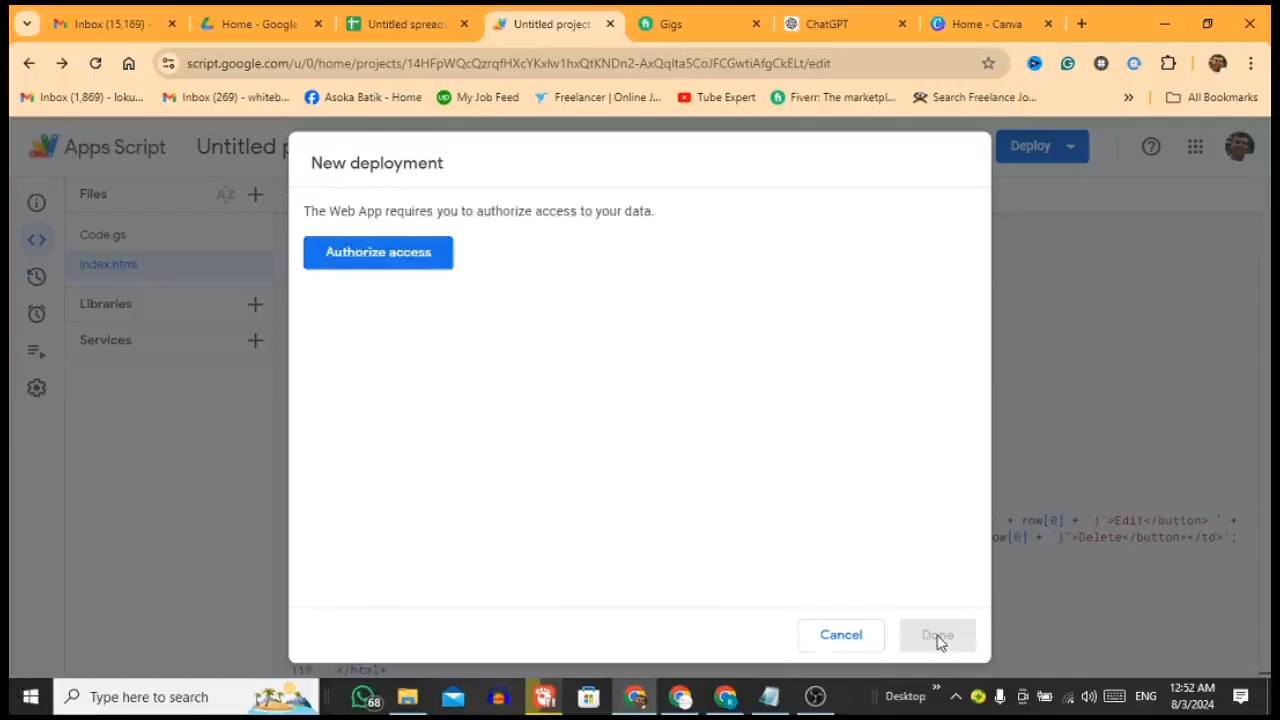 Inbox (15,169) -
Home - Google
Untitled spread
Untitled project
Gigs
ChatGPT
Home - Canva
script.google.com/u/0/home/projects/14HFpWQcQzrqfHXcYKxIw1hxQtKNDn2-AxQqIta5CoJFCGwtiAfgCkELt/edit
Inbox (1,869) - loku...
Inbox (269) - whiteb...
Asoka Batik - Home
My Job Feed
Freelancer | Online J...
Tube Expert
Fiverr: The marketpl...
Search Freelance Jo...
»
All Bookmarks
Apps Script
Untitled p
Deploy
New deployment
Files
The Web App requires you to authorize access to your data.
Code.gs
Authorize access
index.html
Libraries
Services
' + row[0] + `)">Edit</button> ' +
ow[0] + `)">Delete</button></td>`;
Cancel
Done
</html>
Type here to search
68
Desktop
»
ENG
12:52 AM
8/3/2024